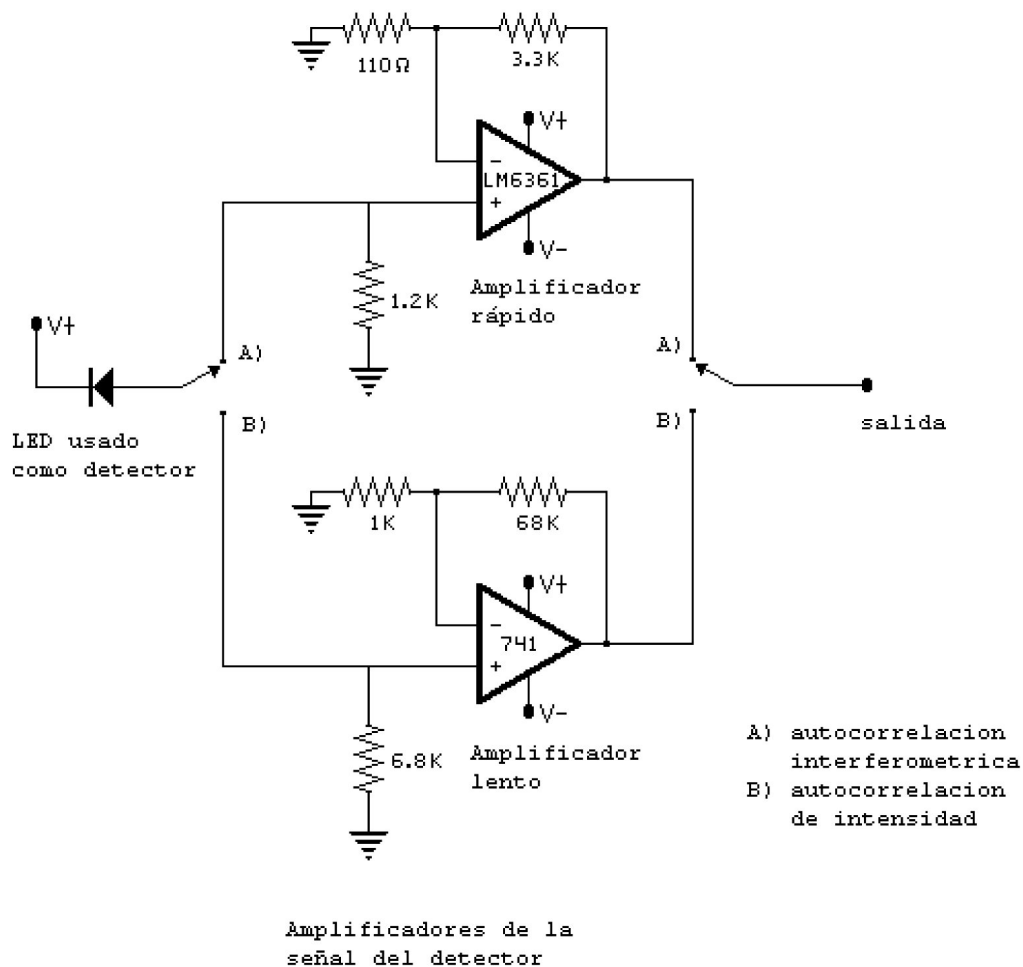 110Ω
3.3K
V+
LM6361
-
+
V-
1.2K
Amplificador
rápido
V+
A)
B)
LED usado
como detector
A)
B)
salida
1K
68K
V+
-
741
+
V-
6.8K
Amplificador
lento
A) autocorrelacion
interferometrica
B) autocorrelacion
de intensidad
Amplificadores de la
señal del detector